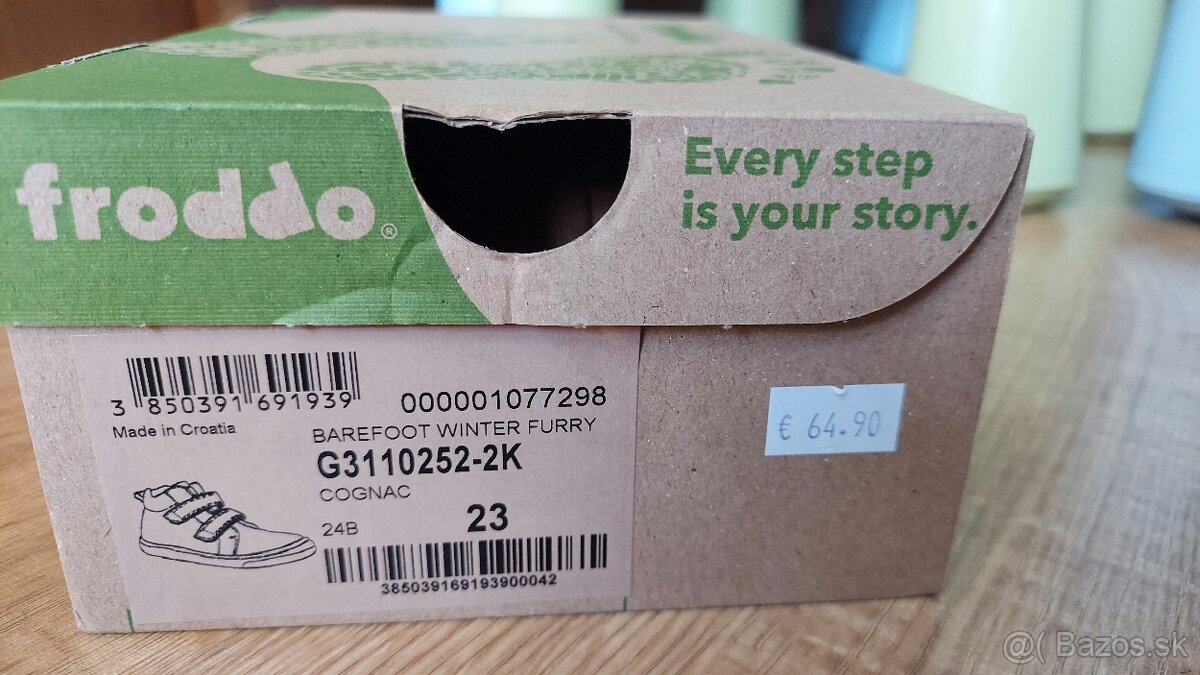 froddo®
Every step
is your story.
3 850391 691939
000001077298
Made in Croatia
BAREFOOT WINTER FURRY
G3110252-2K
COGNAC
24B
23
385039169193900042
€ 64.90
@( Bazos.sk